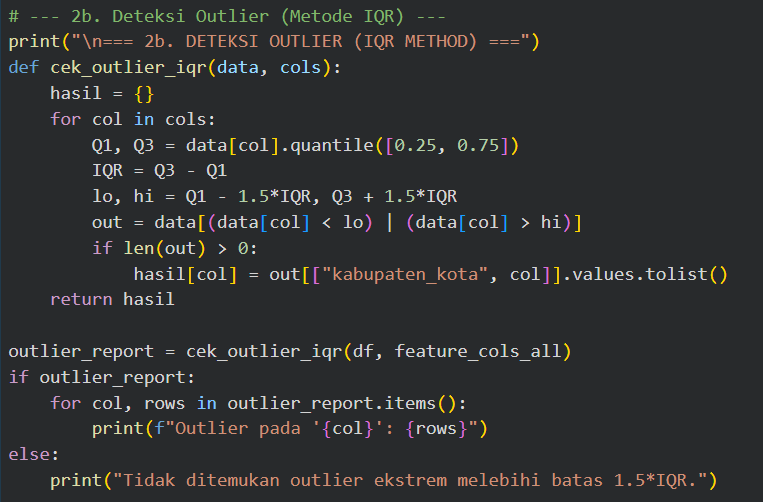 # --- 2b. Deteksi Outlier (Metode IQR) ---
print("\n=== 2b. DETEKSI OUTLIER (IQR METHOD) ===")
def cek_outlier_iqr(data, cols):
    hasil = {}
    for col in cols:
        Q1, Q3 = data[col].quantile([0.25, 0.75])
        IQR = Q3 - Q1
        lo, hi = Q1 - 1.5*IQR, Q3 + 1.5*IQR
        out = data[(data[col] < lo) | (data[col] > hi)]
        if len(out) > 0:
            hasil[col] = out[["kabupaten_kota", col]].values.tolist()
    return hasil

outlier_report = cek_outlier_iqr(df, feature_cols_all)
if outlier_report:
    for col, rows in outlier_report.items():
        print(f"Outlier pada '{col}': {rows}")
else:
    print("Tidak ditemukan outlier ekstrem melebihi batas 1.5*IQR.")